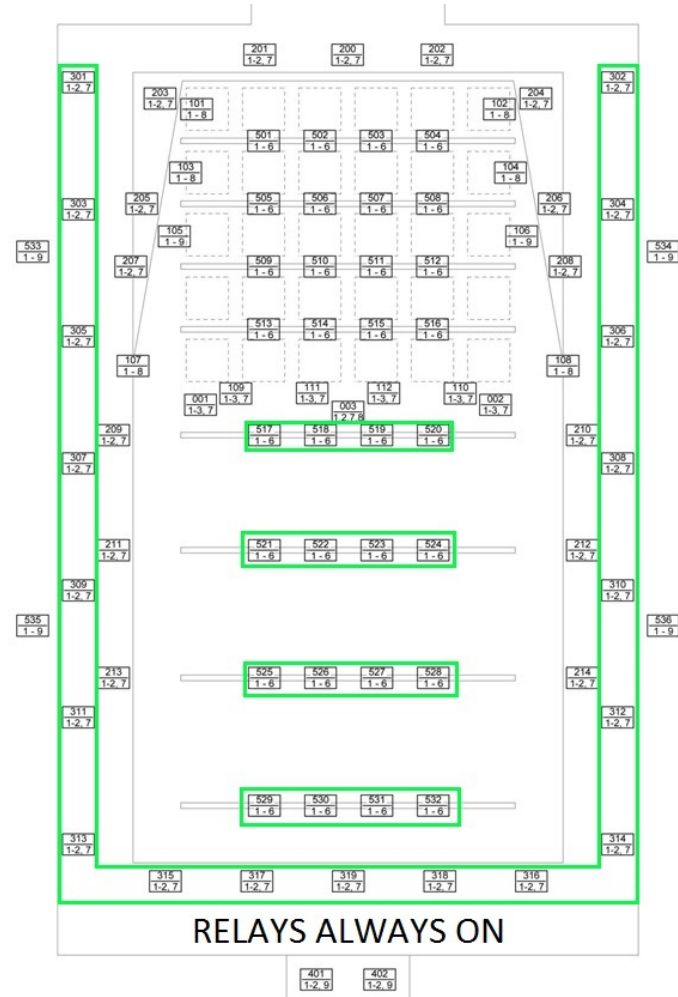 201 200 202
1-2, 7 1-2, 7 1-2, 7
301 302
1-2, 7 1-2, 7
203 204
1-2, 7 1-2, 7
101 102
1 - 8 1 - 8
501 502 503 504
1 - 6 1 - 6 1 - 6 1 - 6
103 104
1 - 8 1 - 8
205 505 506 507 508 206
1-2, 7 1 - 6 1 - 6 1 - 6 1 - 6 1-2, 7
303 304
1-2, 7 1-2, 7
105 106
1 - 9 1 - 9
533 534
1 - 9 1 - 9
207 509 510 511 512 208
1-2, 7 1 - 6 1 - 6 1 - 6 1 - 6 1-2, 7
513 514 515 516
1 - 6 1 - 6 1 - 6 1 - 6
305 306
1-2, 7 1-2, 7
107 108
1 - 8 1 - 8
109 111 112 110
1-3, 7 1-3, 7 1-3, 7 1-3, 7
001 003 002
1-3, 7 1,2,7,8 1-3, 7
209 517 518 519 520 210
1-2, 7 1 - 6 1 - 6 1 - 6 1 - 6 1-2, 7
307 308
1-2, 7 1-2, 7
211 521 522 523 524 212
1-2, 7 1 - 6 1 - 6 1 - 6 1 - 6 1-2, 7
309 310
1-2, 7 1-2, 7
535 536
1 - 9 1 - 9
213 525 526 527 528 214
1-2, 7 1 - 6 1 - 6 1 - 6 1 - 6 1-2, 7
311 312
1-2, 7 1-2, 7
529 530 531 532
1 - 6 1 - 6 1 - 6 1 - 6
313 314
1-2, 7 1-2, 7
315 317 319 318 316
1-2, 7 1-2, 7 1-2, 7 1-2, 7 1-2, 7
RELAYS ALWAYS ON
401 402
1-2, 9 1-2, 9